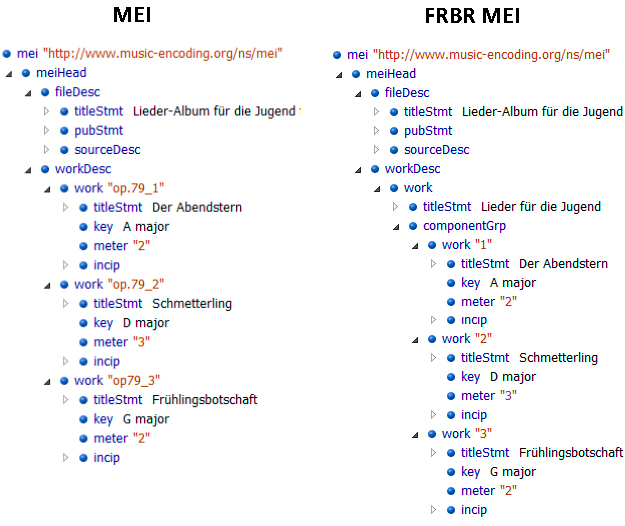 MEI
mei "http://www.music-encoding.org/ns/mei"
meiHead
fileDesc
titleStmt Lieder-Album für die Jugend
pubStmt
sourceDesc
workDesc
work "op.79_1"
titleStmt Der Abendstern
key A major
meter "2"
incip
work "op.79_2"
titleStmt Schmetterling
key D major
meter "3"
incip
work "op79_3"
titleStmt Frühlingsbotschaft
key G major
meter "2"
incip
FRBR MEI
mei "http://www.music-encoding.org/ns/mei"
meiHead
fileDesc
titleStmt Lieder-Album für die Jugend
pubStmt
sourceDesc
workDesc
work
titleStmt Lieder für die Jugend
componentGrp
work "1"
titleStmt Der Abendstern
key A major
meter "2"
incip
work "2"
titleStmt Schmetterling
key D major
meter "3"
incip
work "3"
titleStmt Frühlingsbotschaft
key G major
meter "2"
incip